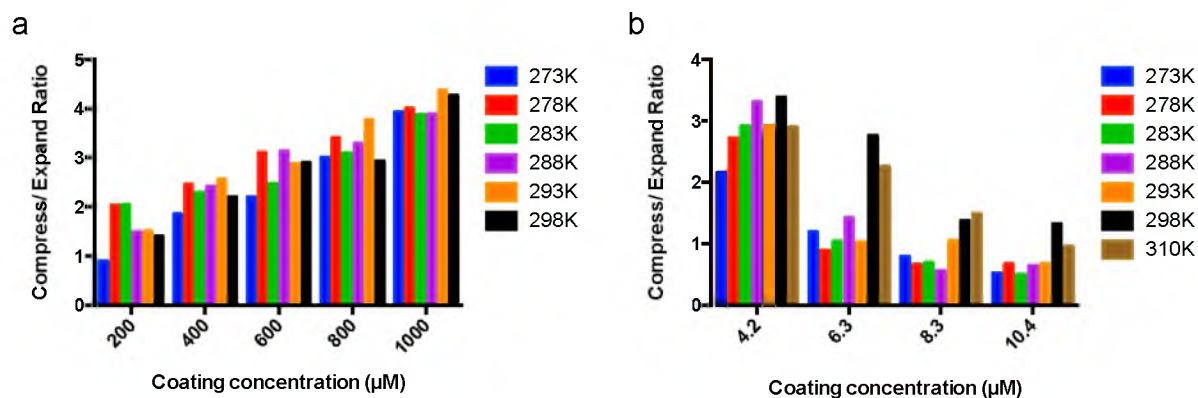 a
Compress/ Expand Ratio
5
4
3
2
1
0
200
400
600
800
1000
Coating concentration (µM)
273K
278K
283K
288K
293K
298K
b
Compress/ Expand Ratio
4
3
2
1
0
4.2
6.3
8.3
10.4
Coating concentration (µM)
273K
278K
283K
288K
293K
298K
310K